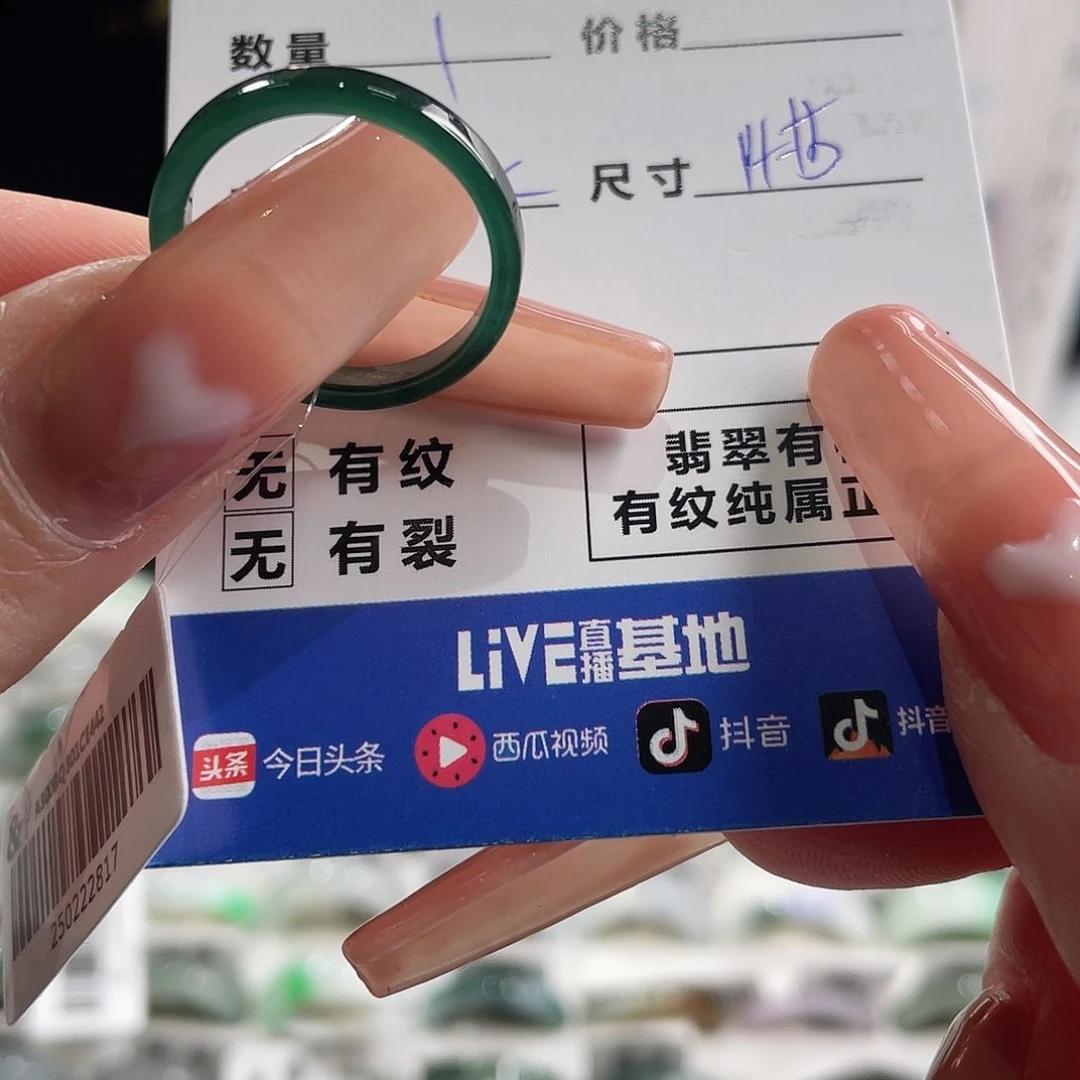 数量 1 价格
尺寸
无 有纹
无 有裂
翡翠有
有纹纯属正
LiVE直播基地
头条 今日头条 西瓜视频 抖音 抖音
250222817